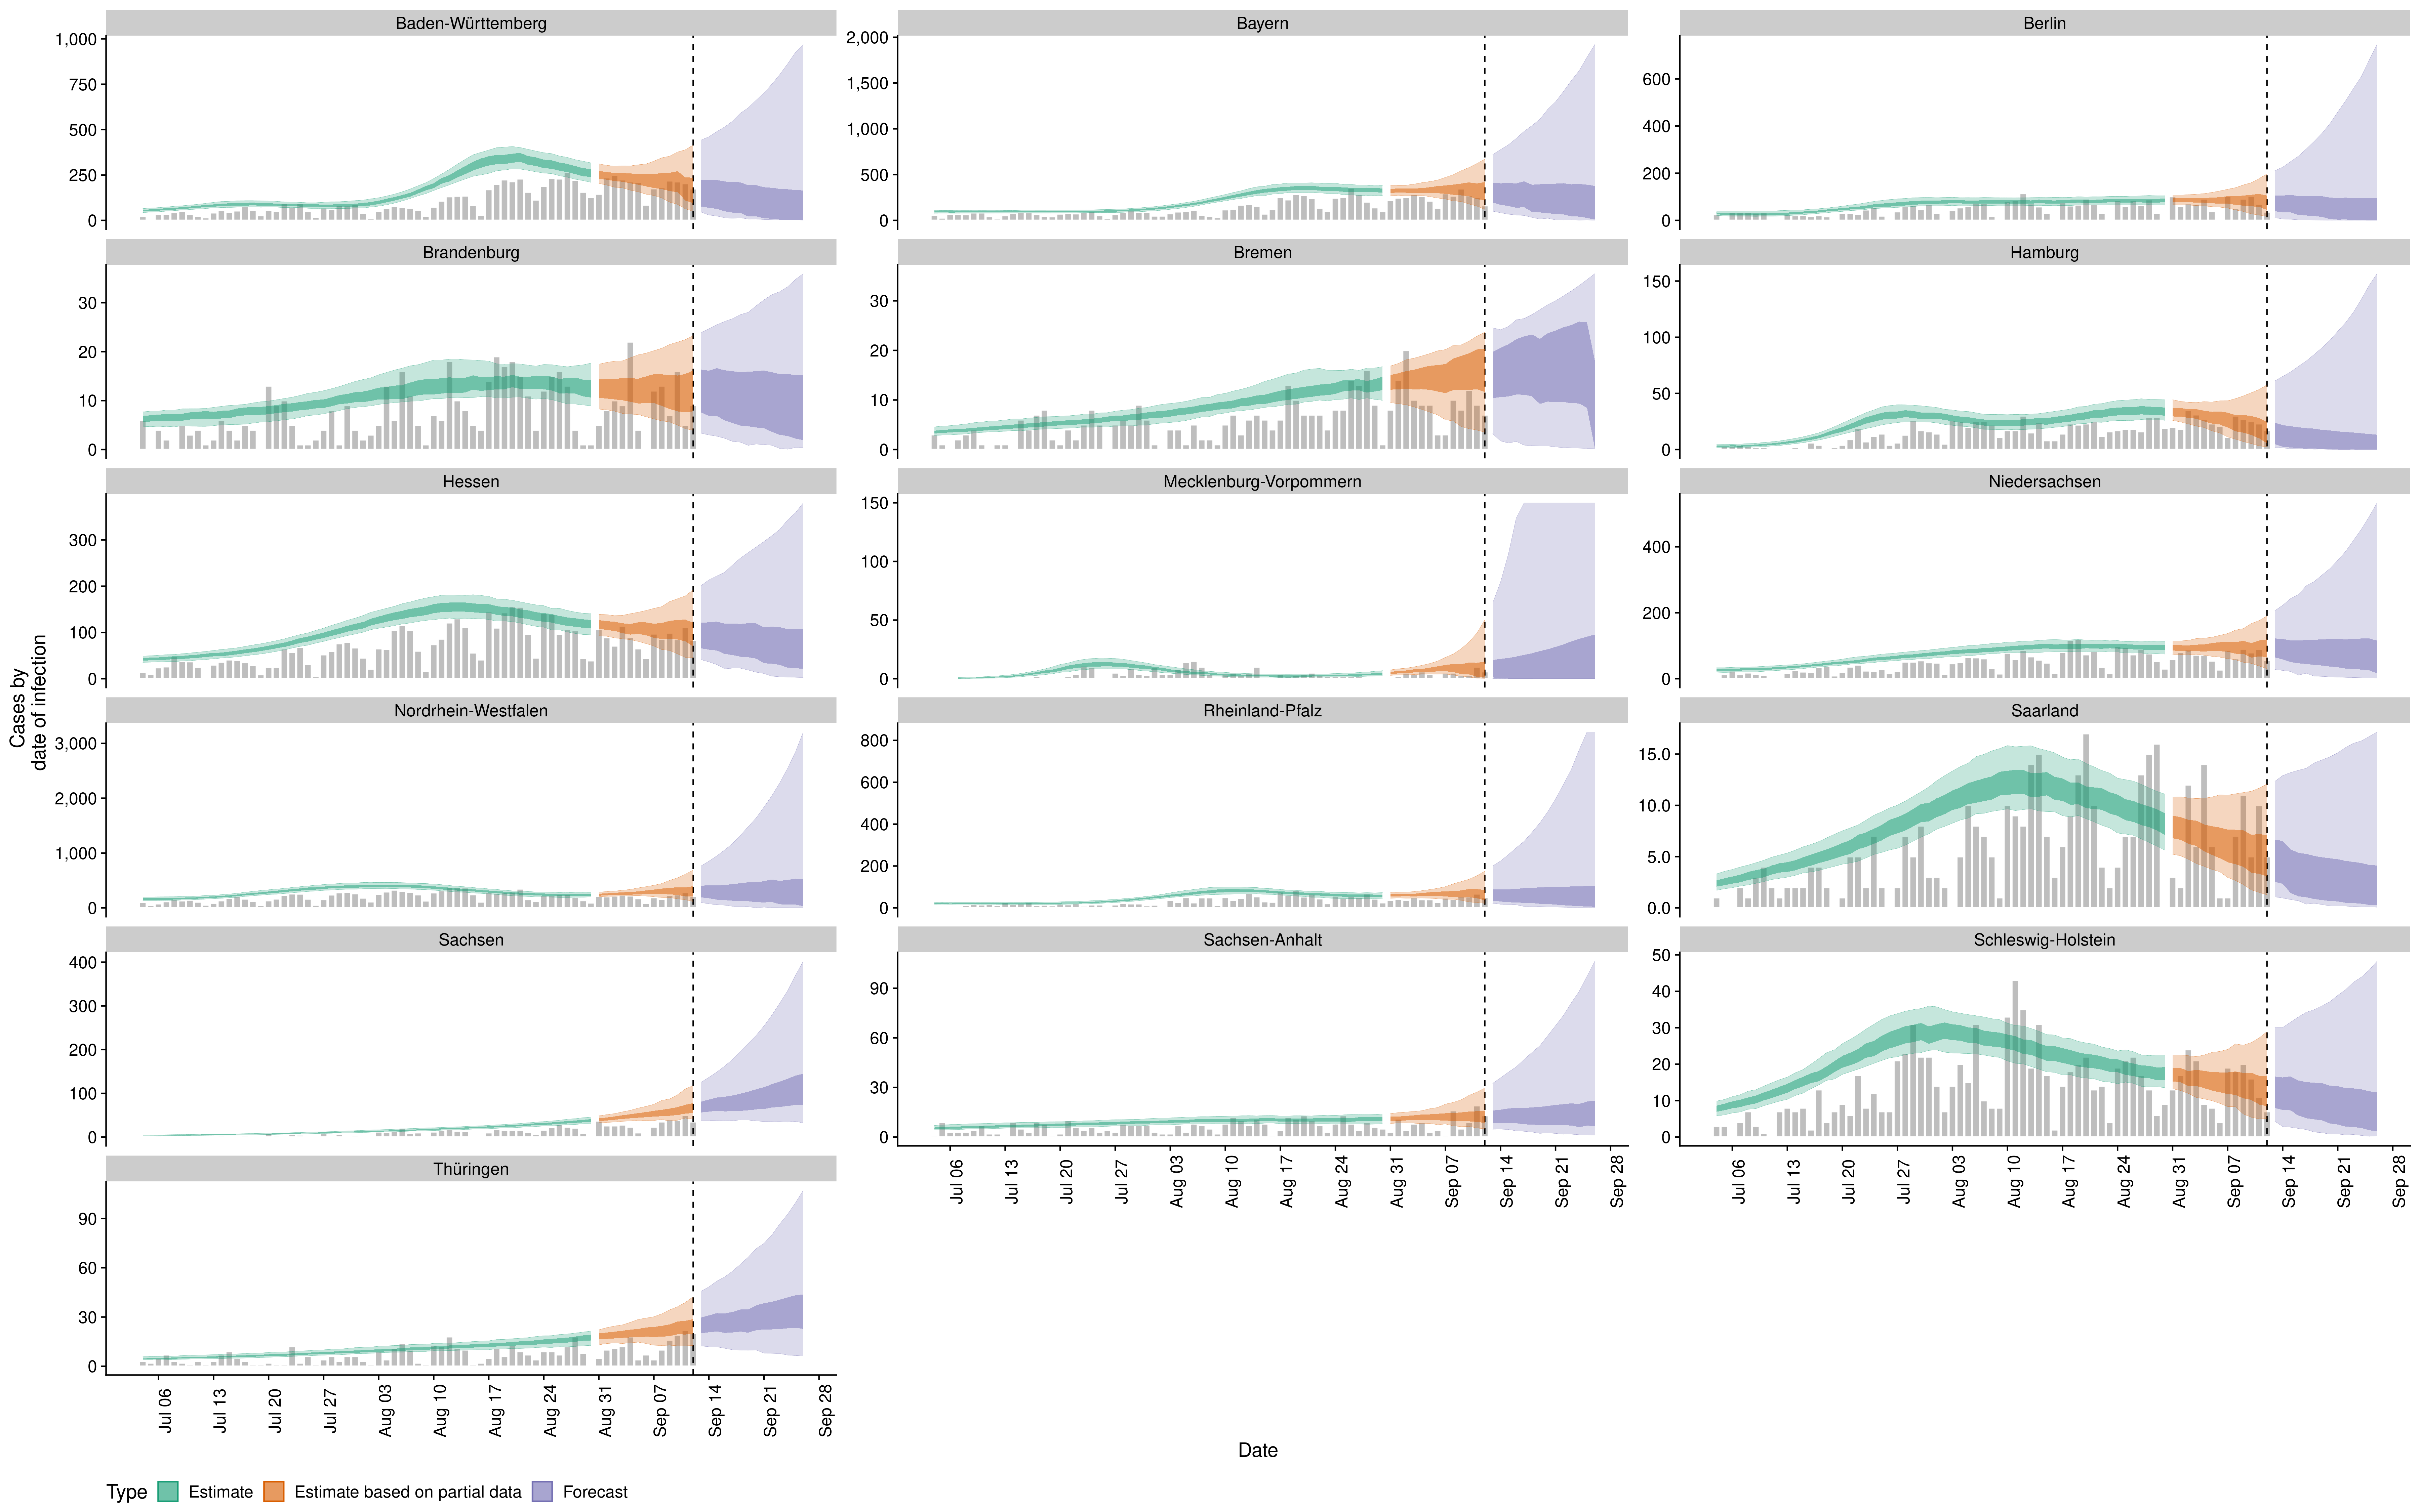 Baden-Württemberg
Bayern
Berlin
1,000
750
500
250
0
2,000
1,500
1,000
500
0
600
400
200
0
Brandenburg
Bremen
Hamburg
30
20
10
0
30
20
10
0
150
100
50
0
Hessen
Mecklenburg-Vorpommern
Niedersachsen
300
200
100
0
150
100
50
0
400
200
0
Cases by
date of infection
Nordrhein-Westfalen
Rheinland-Pfalz
Saarland
3,000
2,000
1,000
0
800
600
400
200
0
15.0
10.0
5.0
0.0
Sachsen
Sachsen-Anhalt
Schleswig-Holstein
400
300
200
100
0
90
60
30
0
50
40
30
20
10
0
Jul 06
Jul 13
Jul 20
Jul 27
Aug 03
Aug 10
Aug 17
Aug 24
Aug 31
Sep 07
Sep 14
Sep 21
Sep 28
Jul 06
Jul 13
Jul 20
Jul 27
Aug 03
Aug 10
Aug 17
Aug 24
Aug 31
Sep 07
Sep 14
Sep 21
Sep 28
Thüringen
90
60
30
0
Jul 06
Jul 13
Jul 20
Jul 27
Aug 03
Aug 10
Aug 17
Aug 24
Aug 31
Sep 07
Sep 14
Sep 21
Sep 28
Date
Type Estimate Estimate based on partial data Forecast